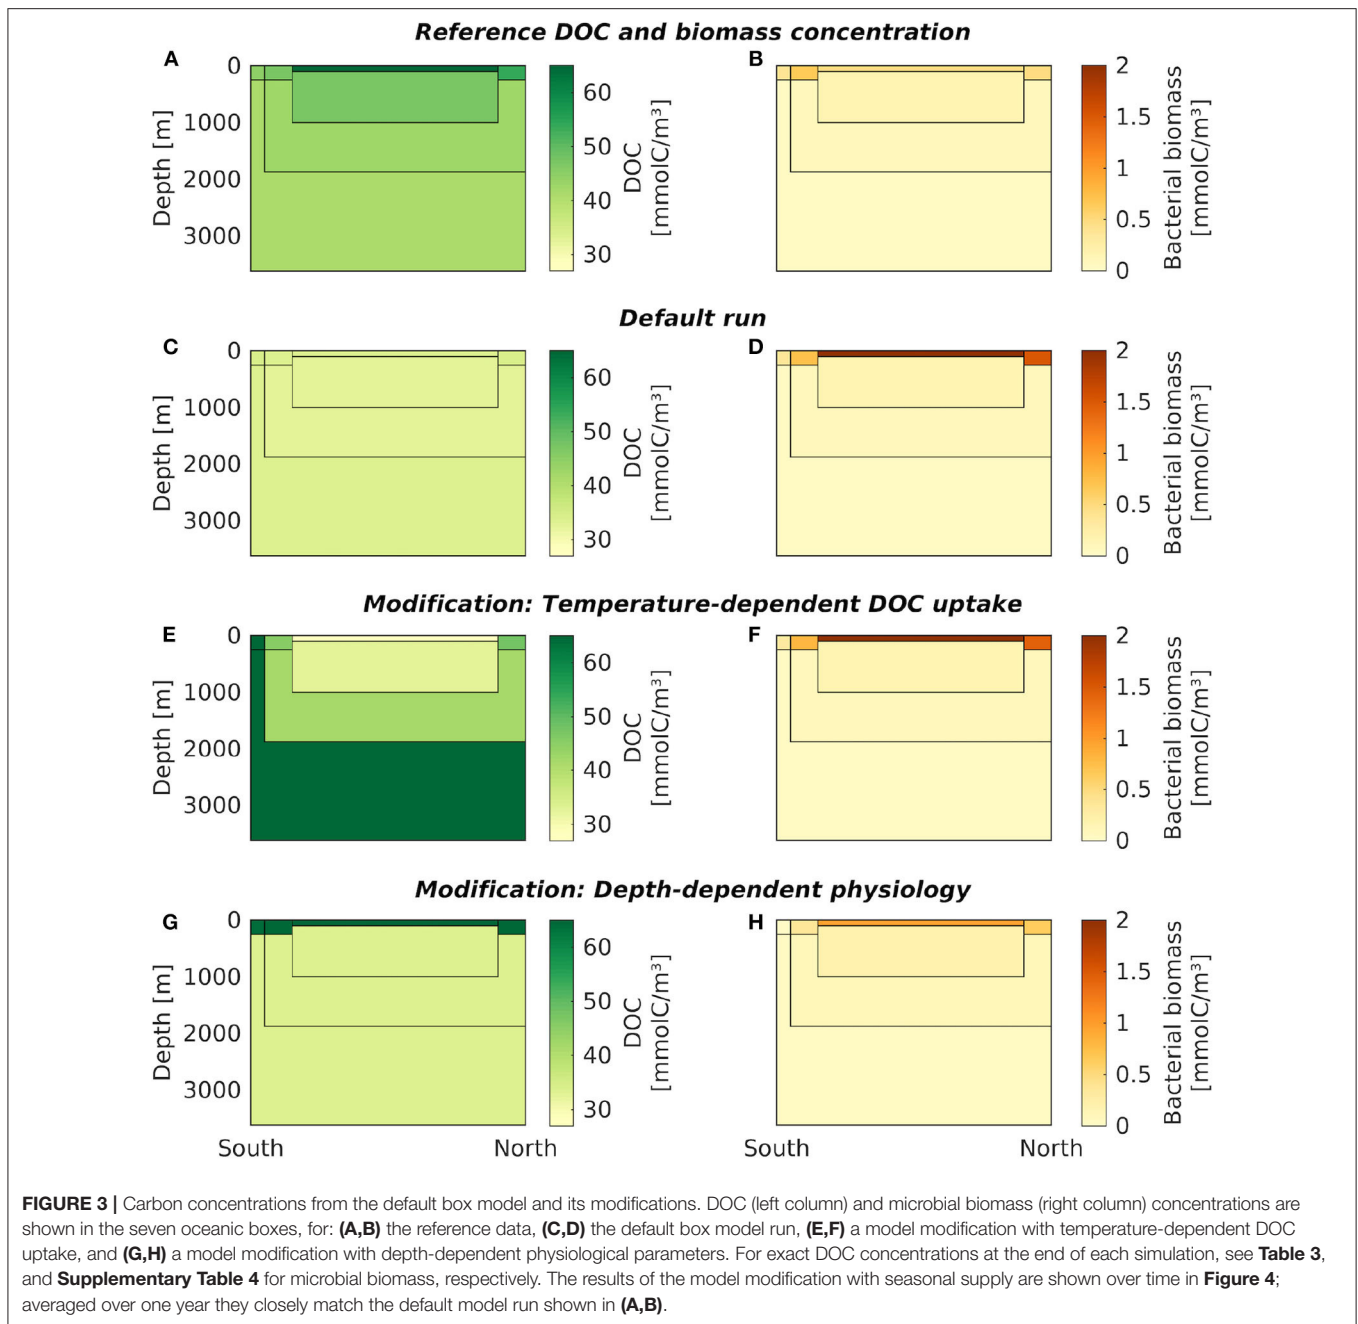 Reference DOC and biomass concentration
A
0
1000
2000
3000
Depth [m]
60
50
40
30
DOC
[mmolC/m³]
B
2
1.5
1
0.5
0
Bacterial biomass
[mmolC/m³]
Default run
C
0
1000
2000
3000
Depth [m]
60
50
40
30
DOC
[mmolC/m³]
D
2
1.5
1
0.5
0
Bacterial biomass
[mmolC/m³]
Modification: Temperature-dependent DOC uptake
E
0
1000
2000
3000
Depth [m]
60
50
40
30
DOC
[mmolC/m³]
F
2
1.5
1
0.5
0
Bacterial biomass
[mmolC/m³]
Modification: Depth-dependent physiology
G
0
1000
2000
3000
Depth [m]
60
50
40
30
DOC
[mmolC/m³]
H
2
1.5
1
0.5
0
Bacterial biomass
[mmolC/m³]
South North
South North
FIGURE 3 | Carbon concentrations from the default box model and its modifications. DOC (left column) and microbial biomass (right column) concentrations are
shown in the seven oceanic boxes, for: (A,B) the reference data, (C,D) the default box model run, (E,F) a model modification with temperature-dependent DOC
uptake, and (G,H) a model modification with depth-dependent physiological parameters. For exact DOC concentrations at the end of each simulation, see Table 3,
and Supplementary Table 4 for microbial biomass, respectively. The results of the model modification with seasonal supply are shown over time in Figure 4;
averaged over one year they closely match the default model run shown in (A,B).